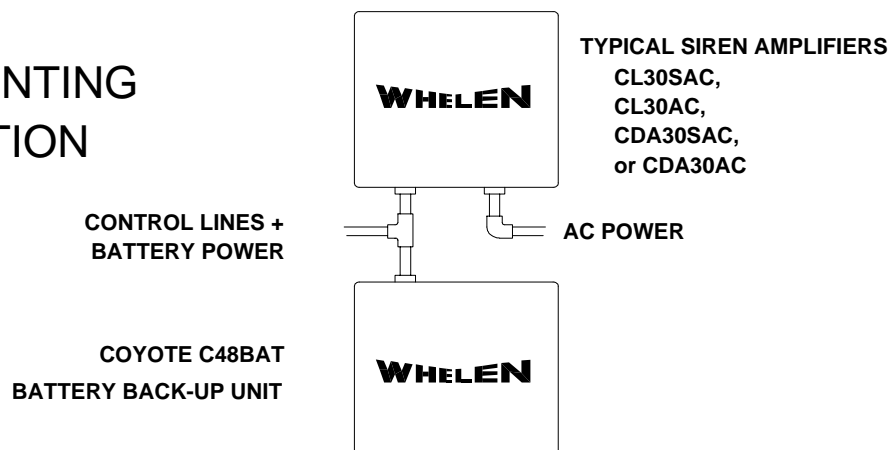 NTING
TION
WHELEN
TYPICAL SIREN AMPLIFIERS
CL30SAC,
CL30AC,
CDA30SAC,
or CDA30AC
CONTROL LINES +
BATTERY POWER
AC POWER
COYOTE C48BAT
BATTERY BACK-UP UNIT
WHELEN